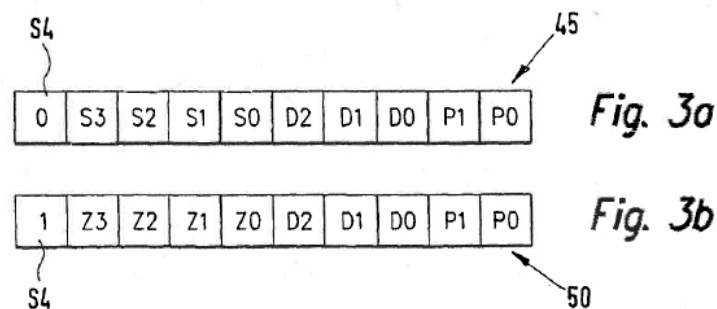 S4
45
0 S3 S2 S1 S0 D2 D1 D0 P1 P0
Fig. 3a
1 Z3 Z2 Z1 Z0 D2 D1 D0 P1 P0
Fig. 3b
S4
50